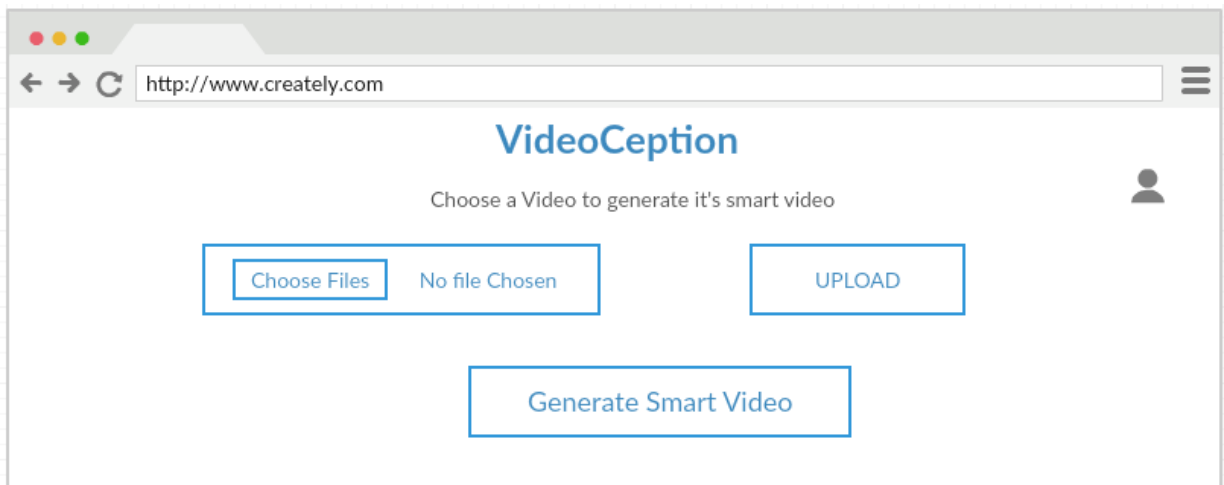 http://www.creately.com
VideoCeption
Choose a Video to generate it's smart video
Choose Files No file Chosen UPLOAD
Generate Smart Video